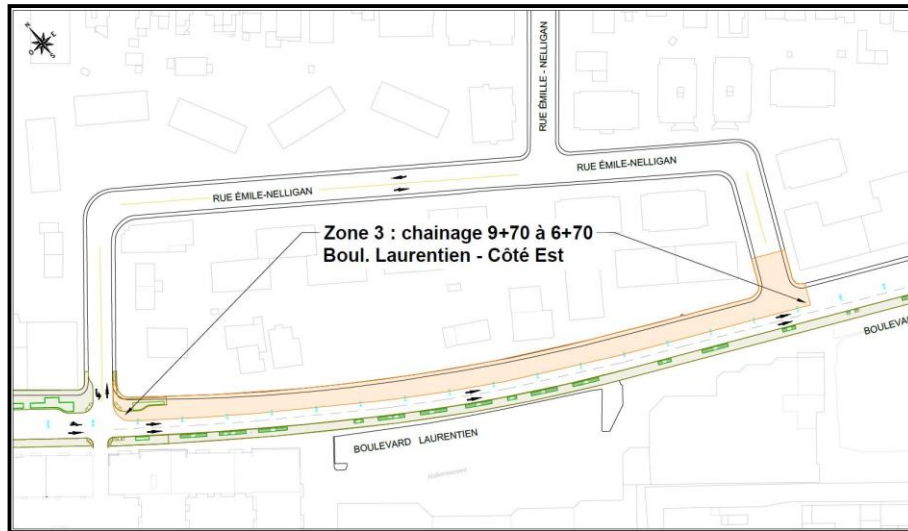 N
E
O
S
RUE ÉMILLE - NELLIGAN
RUE ÉMILE-NELLIGAN
RUE ÉMILE-NELLIGAN
Zone 3 : chainage 9+70 à 6+70
Boul. Laurentien - Côté Est
BOULEVA
BOULEVARD LAURENTIEN